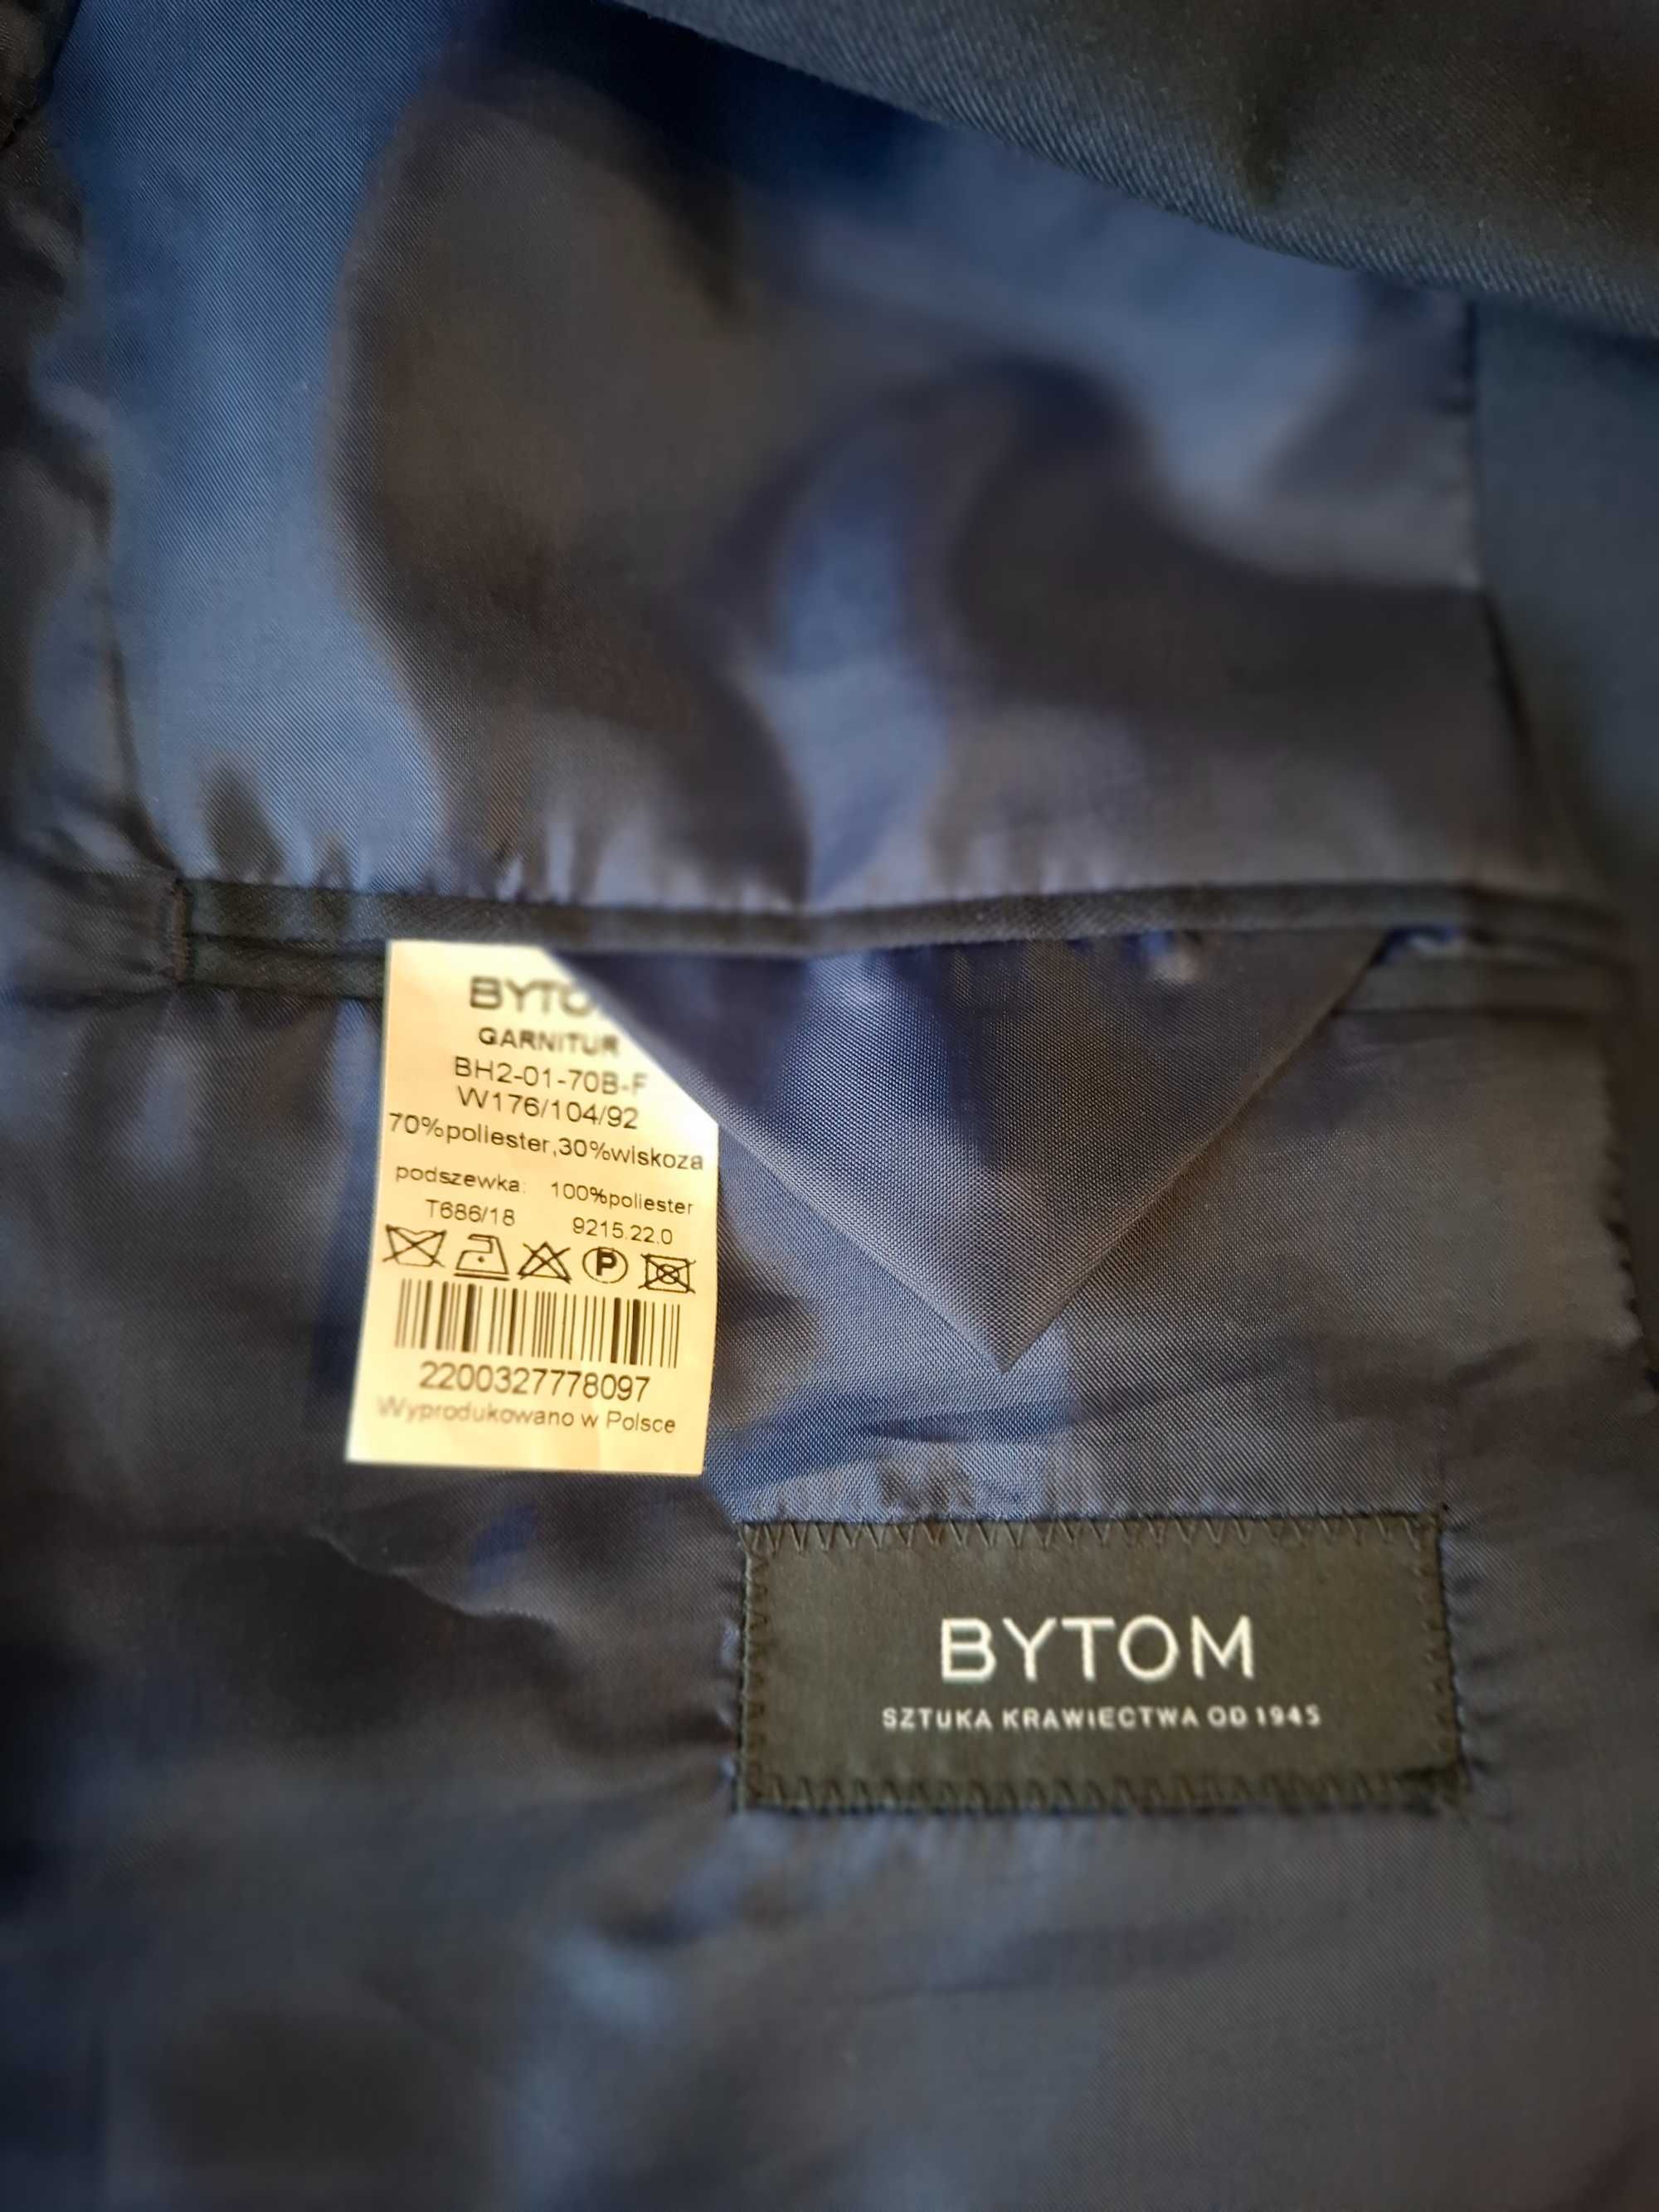 BYTO
GARNITUR
BH2-01-70B-F
W176/104/92
70%poliester,30%wiskoza
podszewka: 100%poliester
T686/18 9215.22.0
P
2200327778097
Wyprodukowano w Polsce
BYTOM
SZTUKA KRAWIECTWA OD 1945